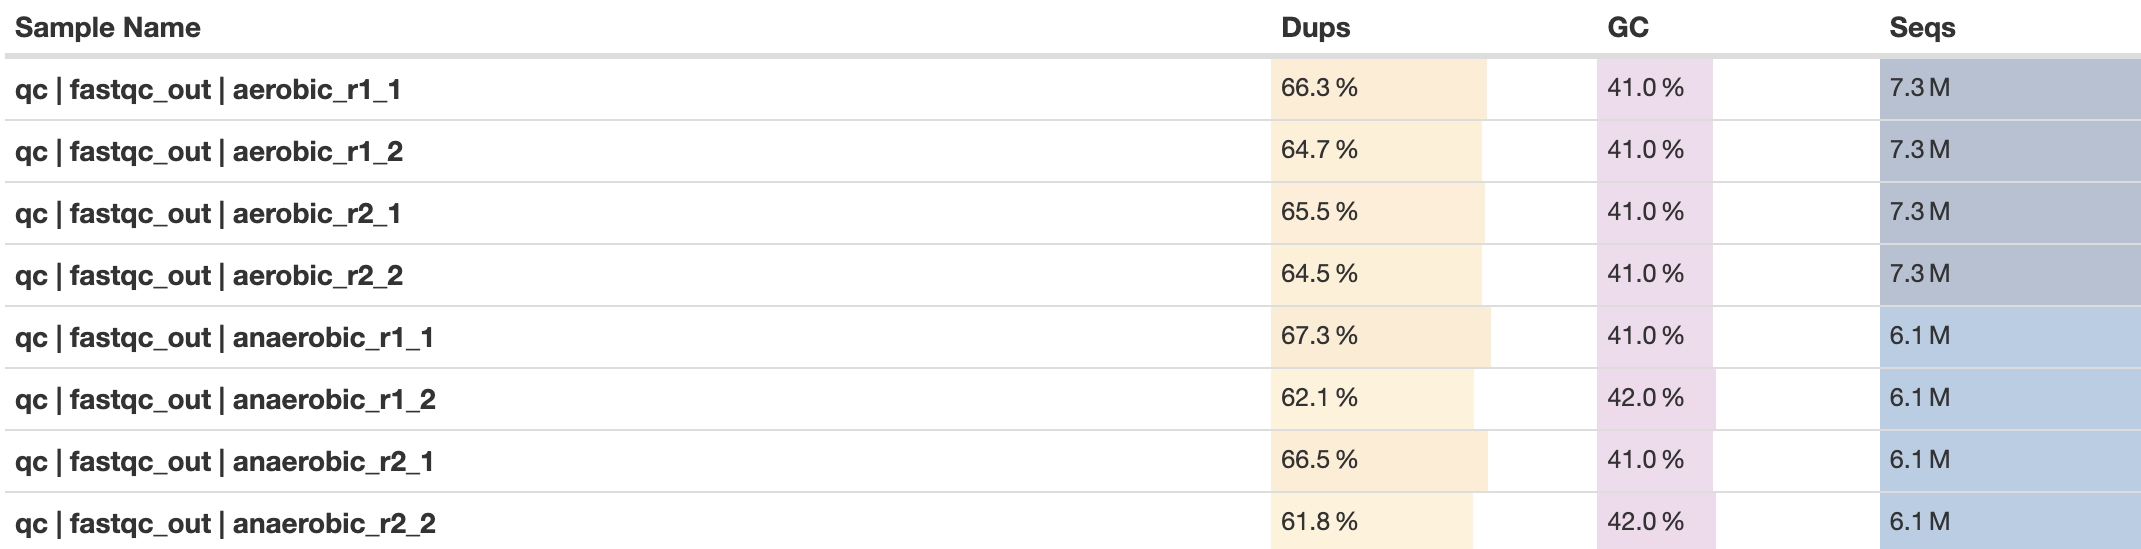 Sample Name Dups GC Seqs
qc | fastqc_out | aerobic_r1_1 66.3 % 41.0 % 7.3 M
qc | fastqc_out | aerobic_r1_2 64.7 % 41.0 % 7.3 M
qc | fastqc_out | aerobic_r2_1 65.5 % 41.0 % 7.3 M
qc | fastqc_out | aerobic_r2_2 64.5 % 41.0 % 7.3 M
qc | fastqc_out | anaerobic_r1_1 67.3 % 41.0 % 6.1 M
qc | fastqc_out | anaerobic_r1_2 62.1 % 42.0 % 6.1 M
qc | fastqc_out | anaerobic_r2_1 66.5 % 41.0 % 6.1 M
qc | fastqc_out | anaerobic_r2_2 61.8 % 42.0 % 6.1 M